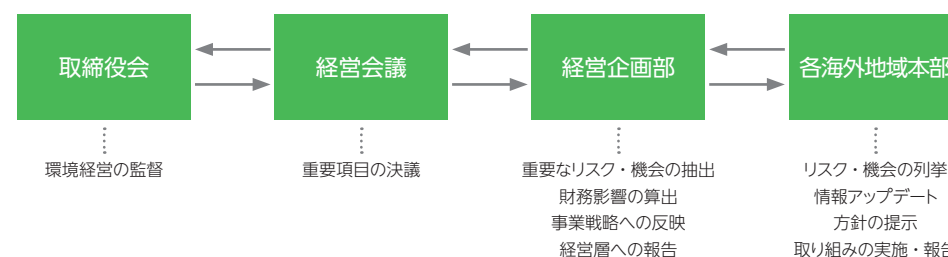 取締役会
経営会議
経営企画部
各海外地域本部
環境経営の監督
重要項目の決議
重要なリスク・機会の抽出
財務影響の算出
事業戦略への反映
経営層への報告
リスク・機会の列挙
情報アップデート
方針の提示
取り組みの実施・報告